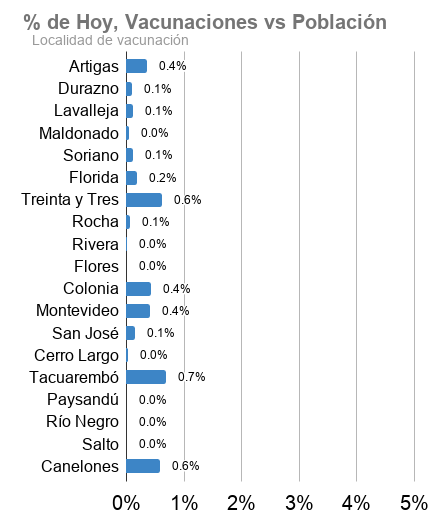 % de Hoy, Vacunaciones vs Población
Localidad de vacunación
Artigas 0.4%
Durazno 0.1%
Lavalleja 0.1%
Maldonado 0.0%
Soriano 0.1%
Florida 0.2%
Treinta y Tres 0.6%
Rocha 0.1%
Rivera 0.0%
Flores 0.0%
Colonia 0.4%
Montevideo 0.4%
San José 0.1%
Cerro Largo 0.0%
Tacuarembó 0.7%
Paysandú 0.0%
Río Negro 0.0%
Salto 0.0%
Canelones 0.6%
0% 1% 2% 3% 4% 5%